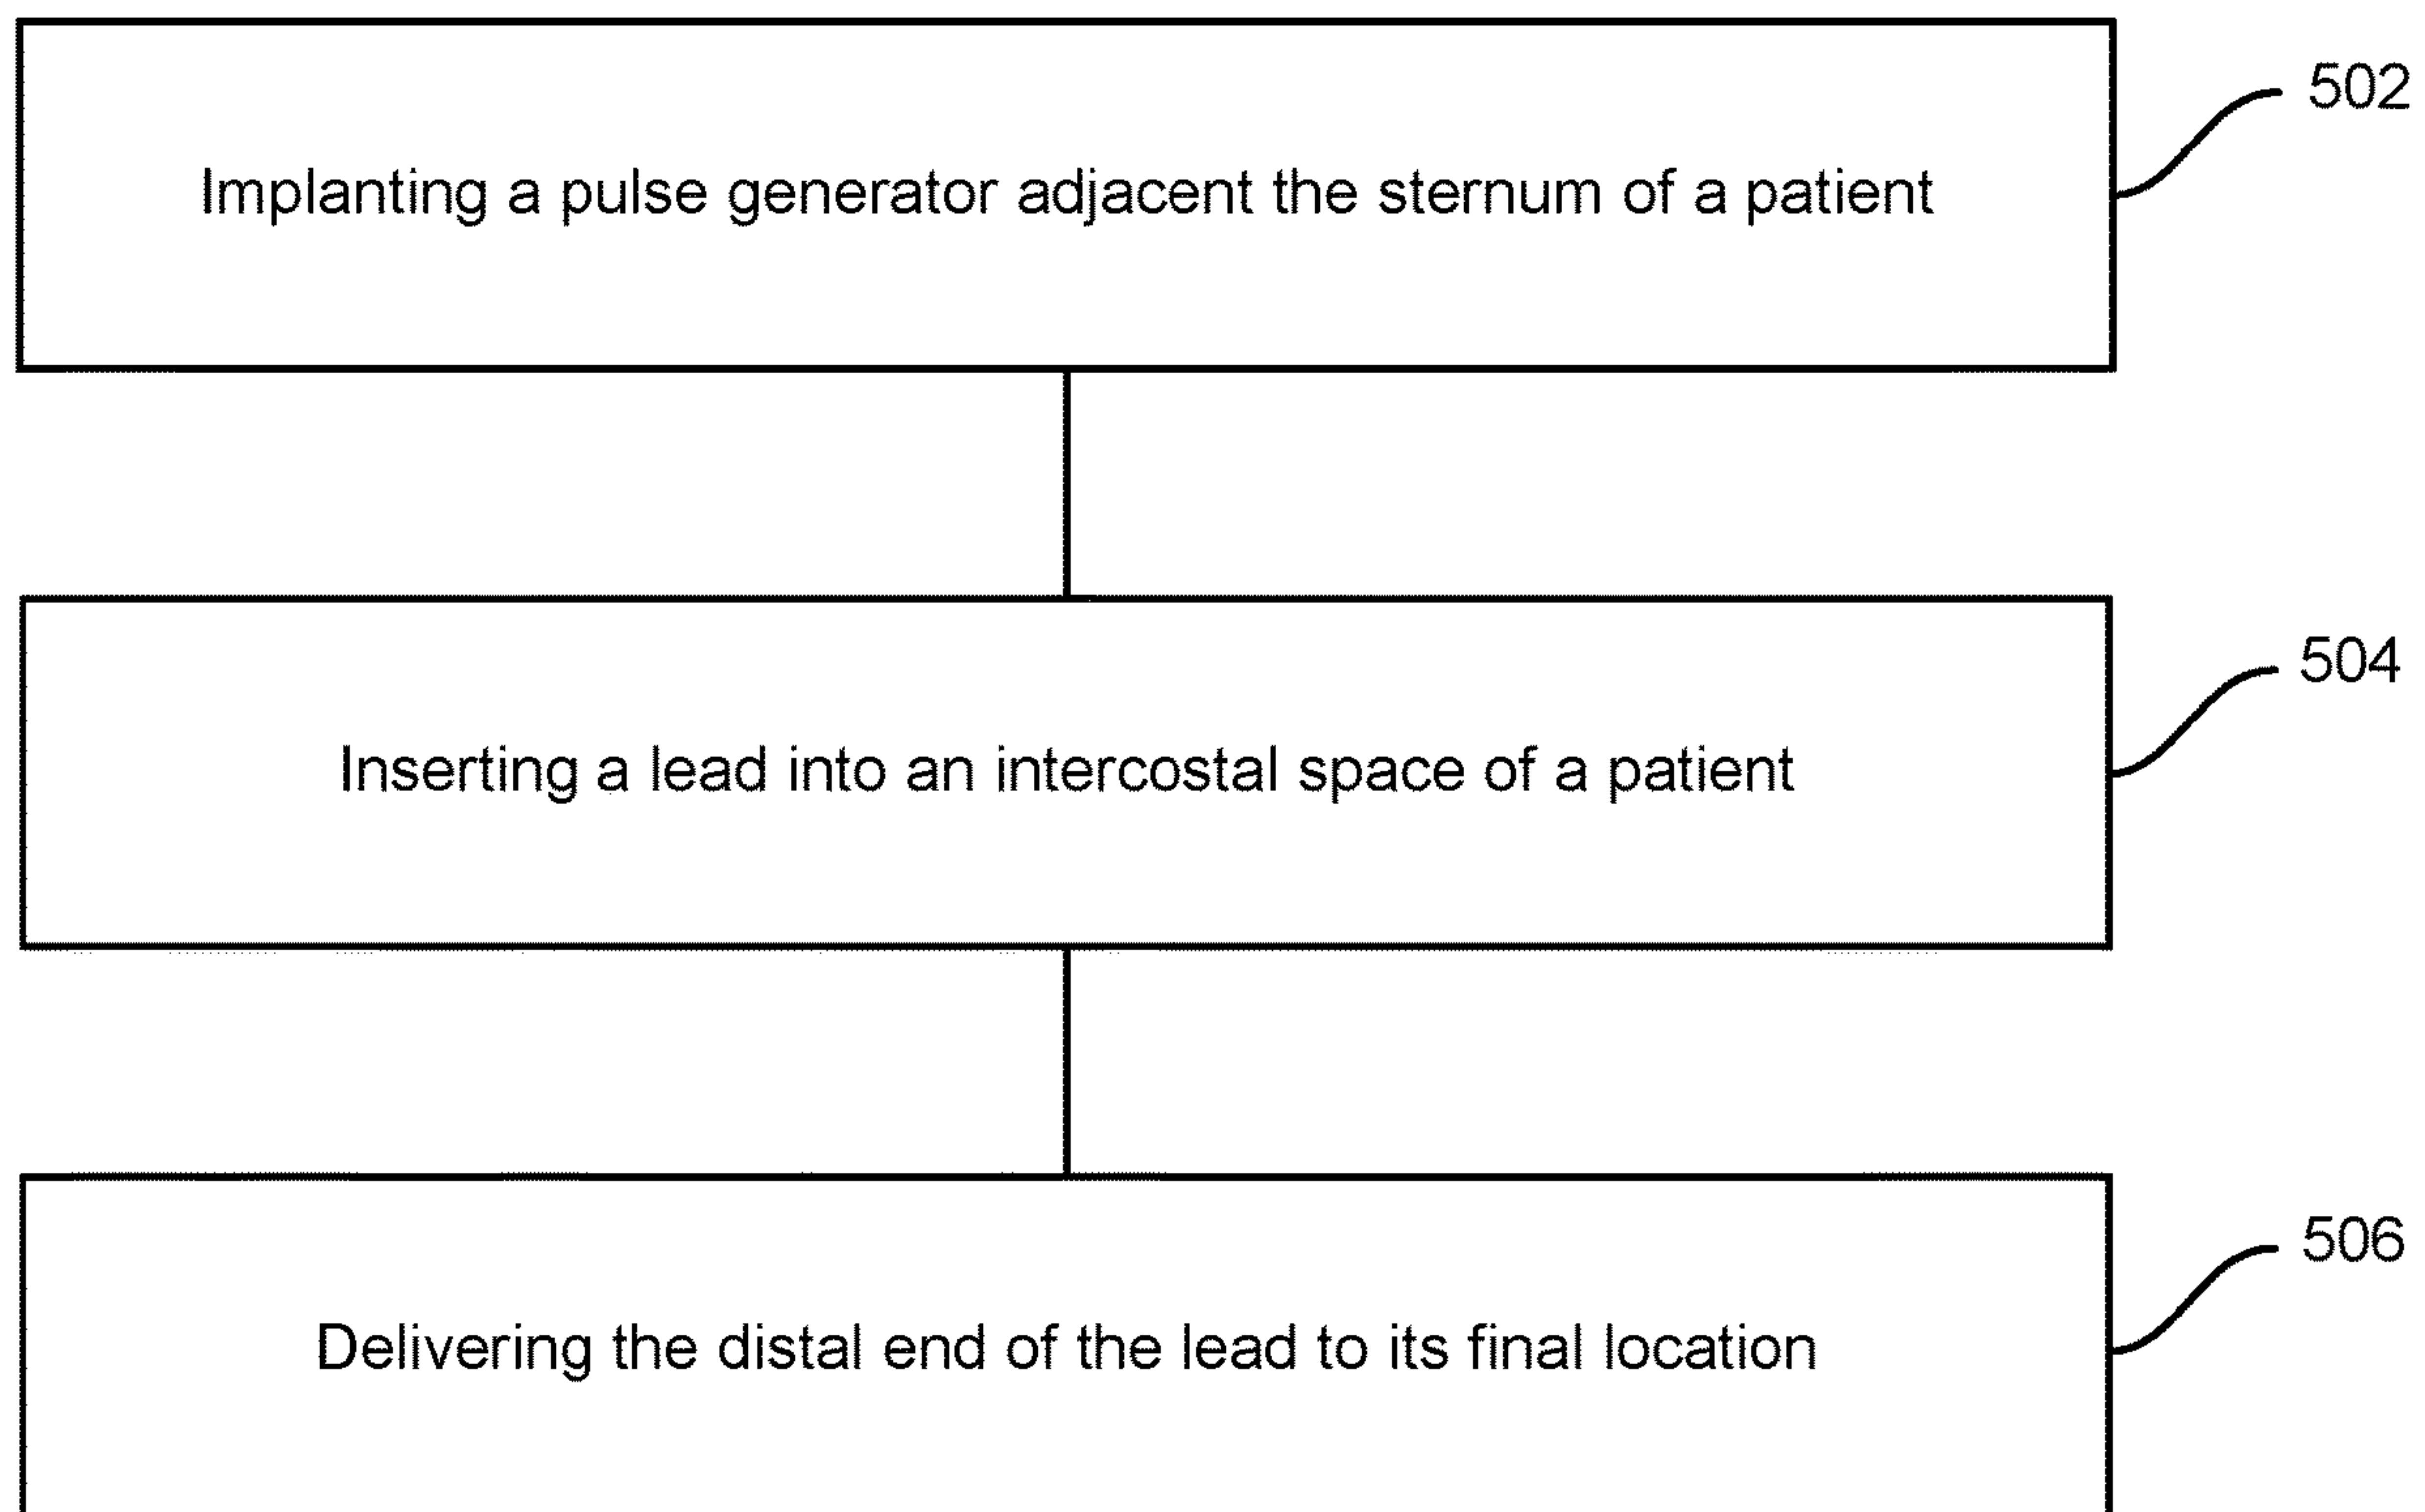 502
Implanting a pulse generator adjacent the sternum of a patient
504
Inserting a lead into an intercostal space of a patient
506
Delivering the distal end of the lead to its final location